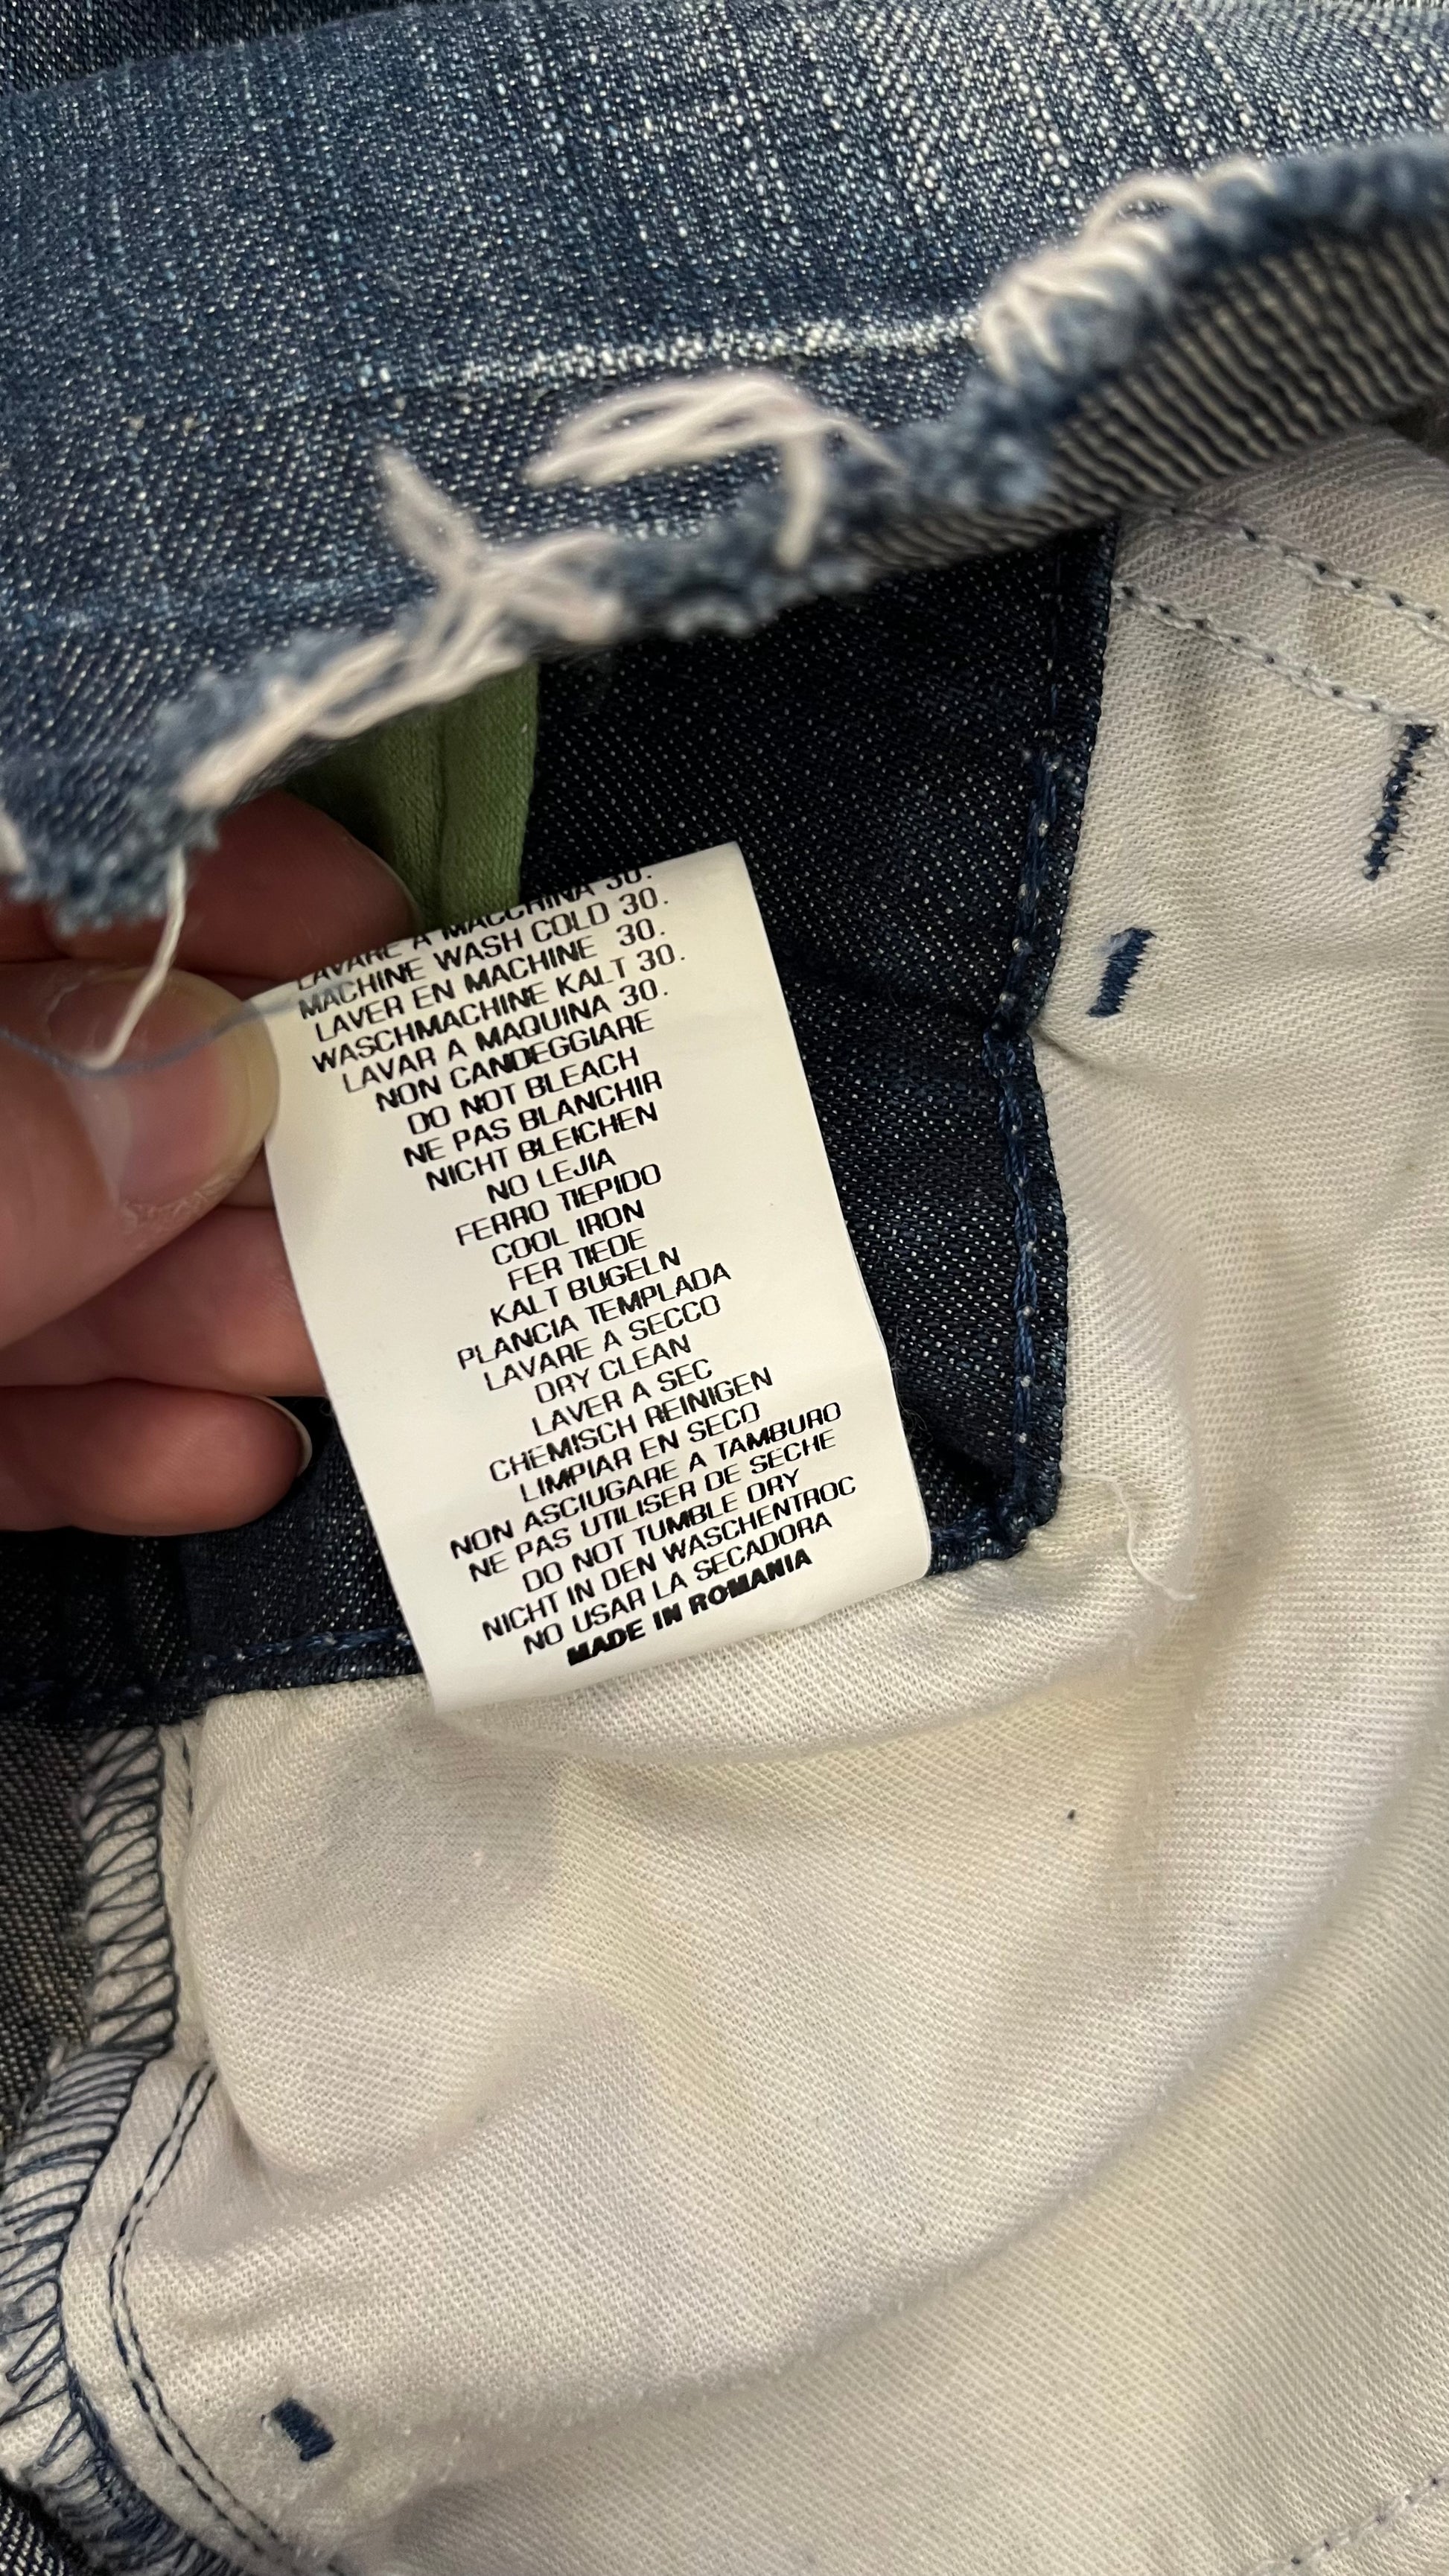 LAVARE A MACCHINA 30.
MACHINE WASH COLD 30.
LAVER EN MACHINE 30.
WASCHMACHINE KALT 30.
LAVAR A MAQUINA 30.
NON CANDEGGIARE
DO NOT BLEACH
NE PAS BLANCHIR
NICHT BLEICHEN
NO LEJIA
FERRO TIEPIDO
COOL IRON
FER TIEDE
KALT BUGELN
PLANCIA TEMPLADA
LAVARE A SECCO
DRY CLEAN
LAVER A SEC
CHEMISCH REINIGEN
LIMPIAR EN SECO
NON ASCIUGARE A TAMBURO
NE PAS UTILISER DE SECHE
DO NOT TUMBLE DRY
NICHT IN DEN WASCHENTROC
NO USAR LA SECADORA
MADE IN ROMANIA